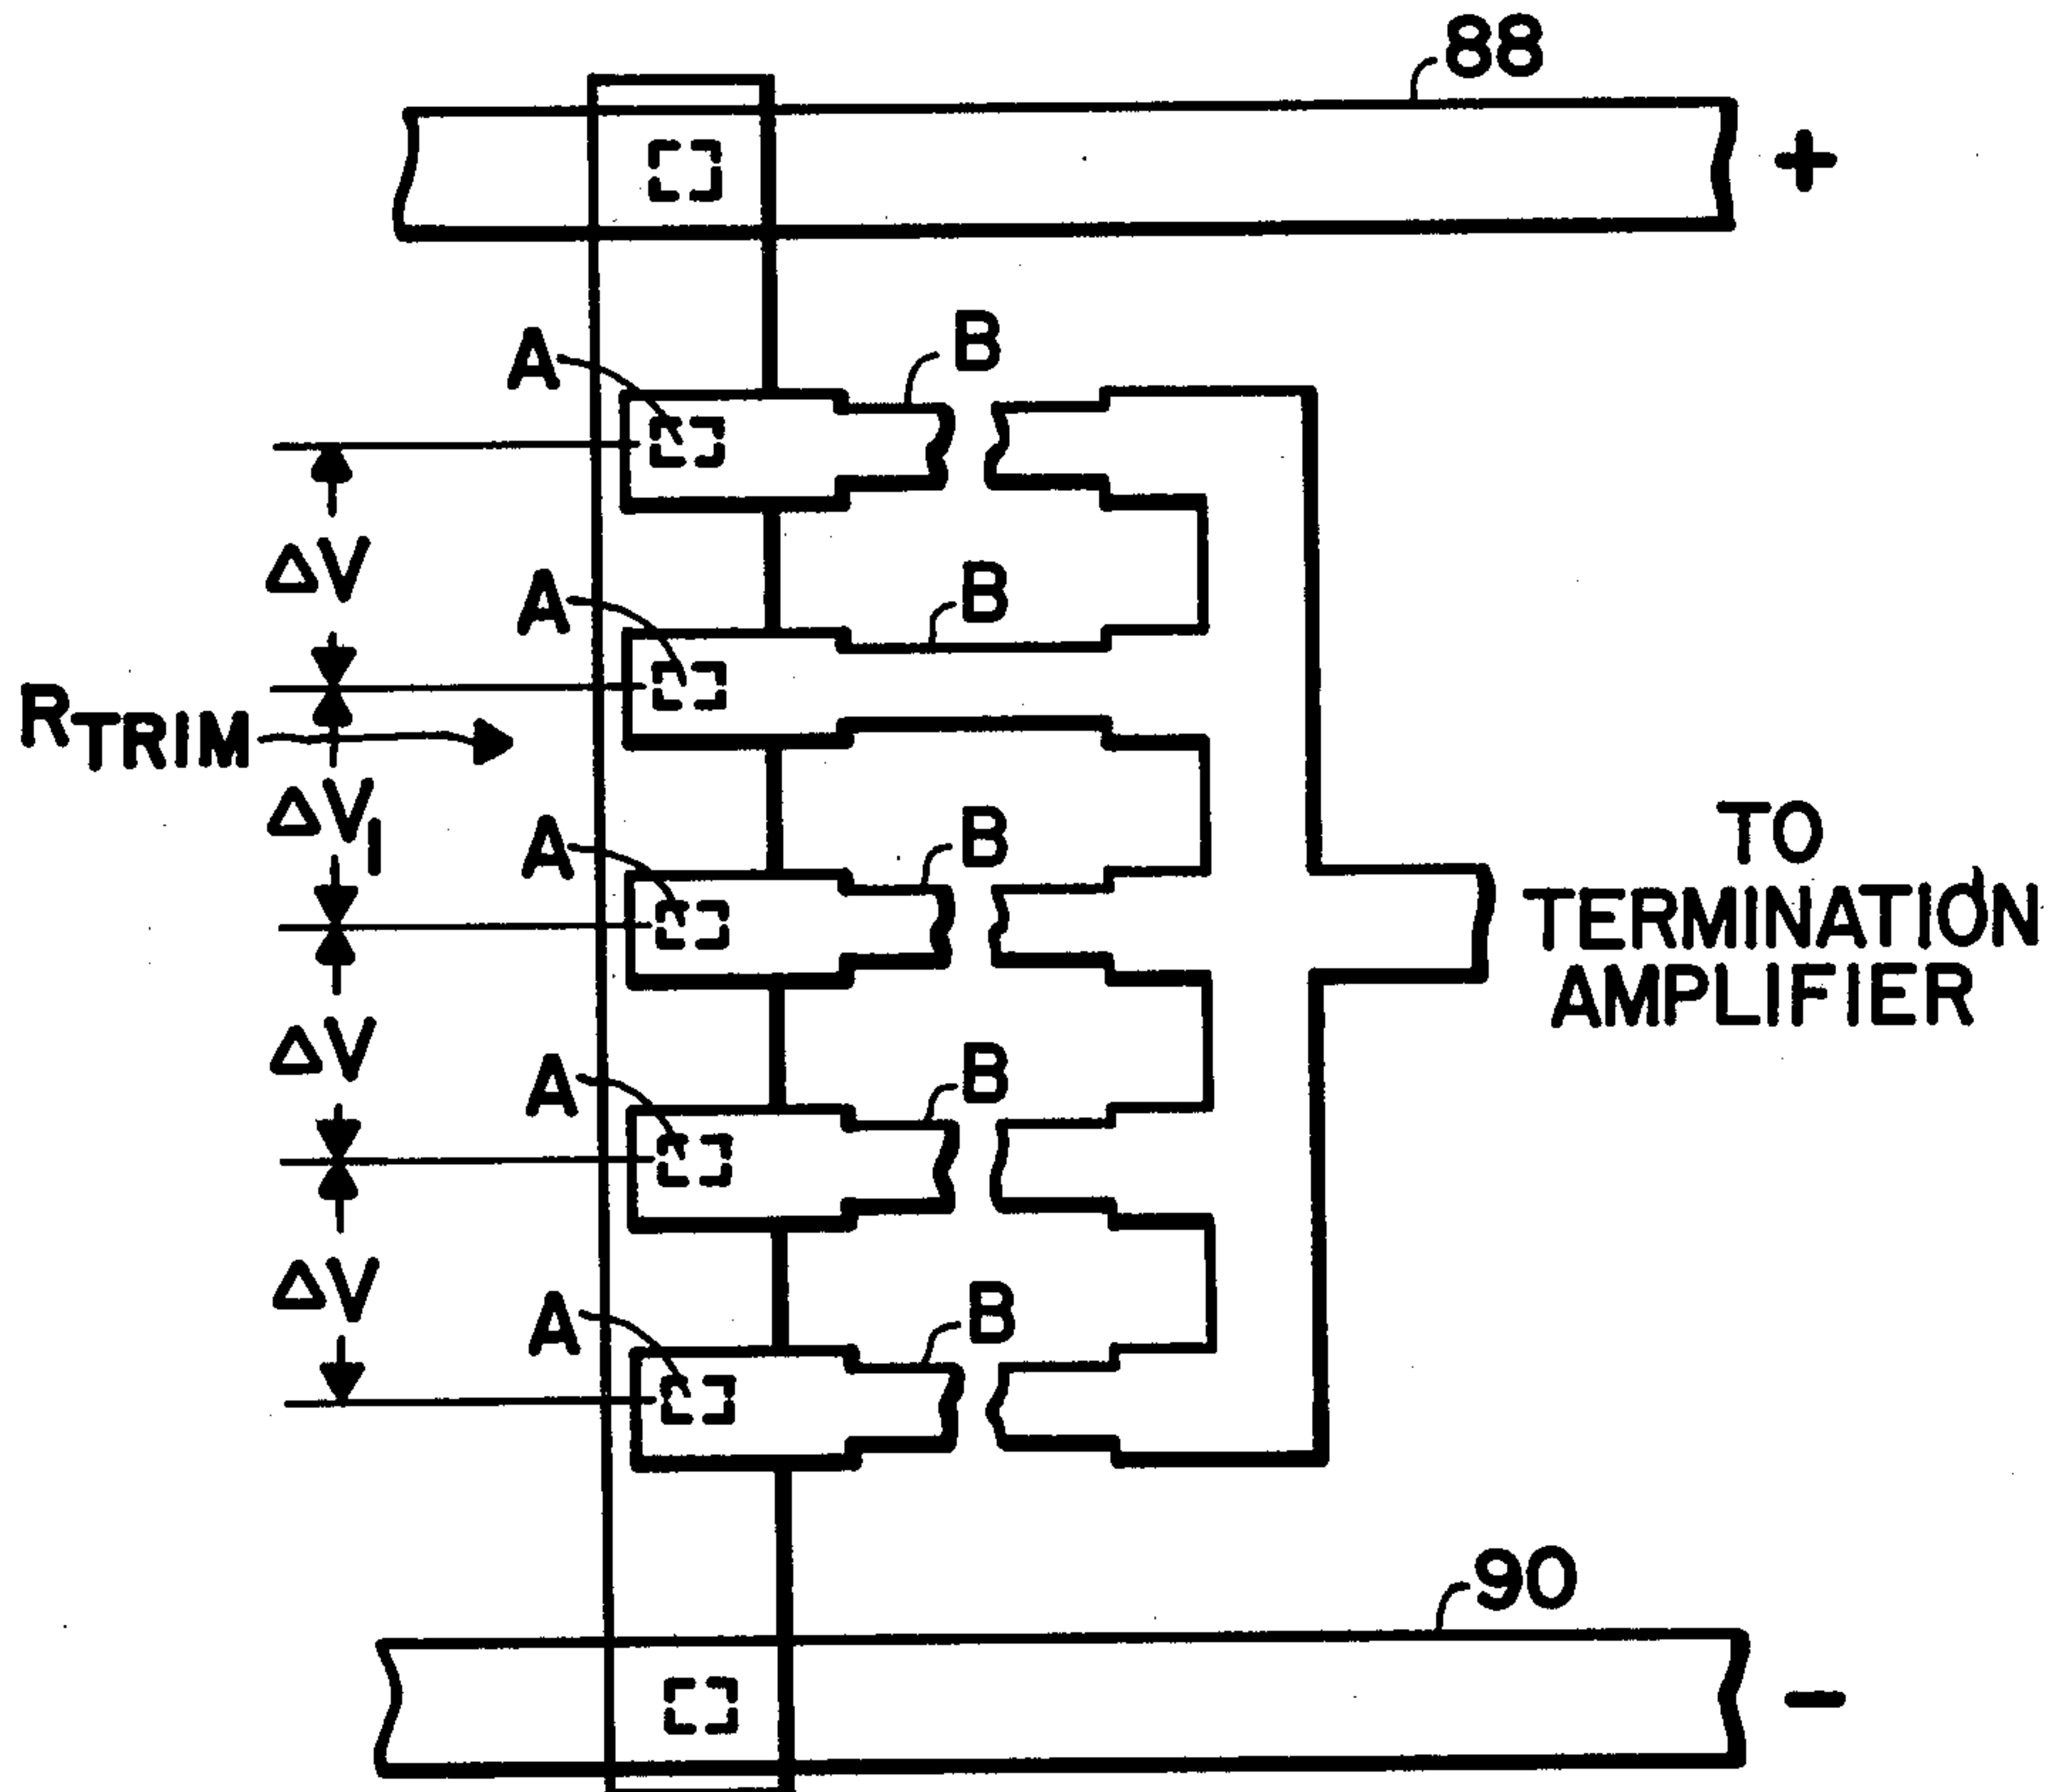 88
+
A
B
ΔV
A
B
RTRIM
ΔV1
A
B
TO
TERMINATION
AMPLIFIER
ΔV
A
B
ΔV
A
B
90
−